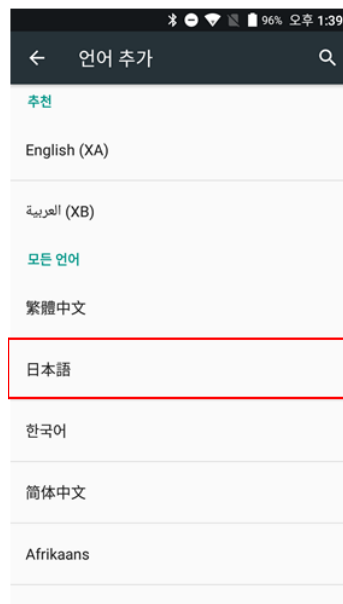 96% 오후 1:39
언어 추가
추천
English (XA)
العربية (XB)
모든 언어
繁體中文
日本語
한국어
简体中文
Afrikaans